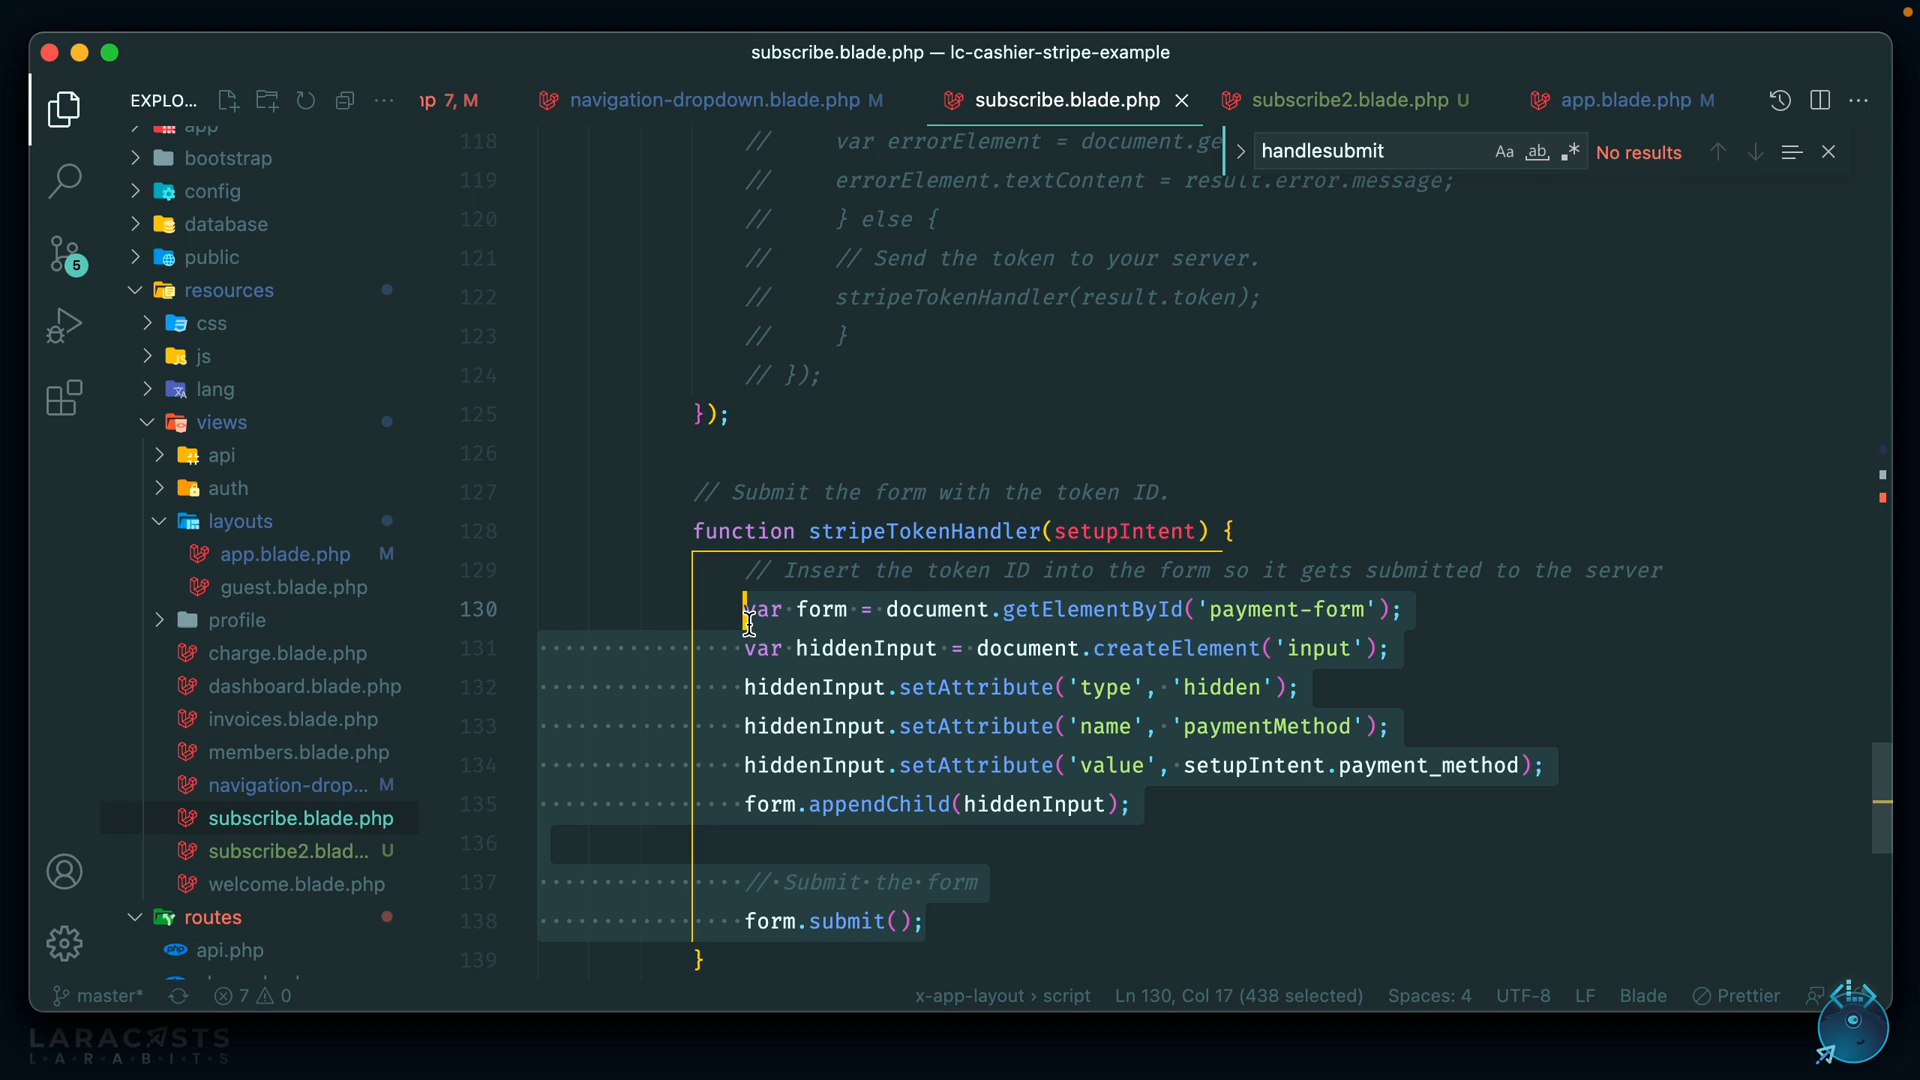 subscribe.blade.php — lc-cashier-stripe-example
EXPLO...
7, M
navigation-dropdown.blade.php M
subscribe.blade.php
subscribe2.blade.php U
app.blade.php M
handlesubmit
Aa
ab
No results
app
bootstrap
config
database
public
resources
css
js
lang
views
api
auth
layouts
app.blade.php M
guest.blade.php
profile
charge.blade.php
dashboard.blade.php
invoices.blade.php
members.blade.php
navigation-drop... M
subscribe.blade.php
subscribe2.blad... U
welcome.blade.php
routes
api.php
5
118 // var errorElement = document.ge
119 // errorElement.textContent = result.error.message;
120 // } else {
121 // // Send the token to your server.
122 // stripeTokenHandler(result.token);
123 // }
124 // });
125 });
126
127 // Submit the form with the token ID.
128 function stripeTokenHandler(setupIntent) {
129 // Insert the token ID into the form so it gets submitted to the server
130 var form = document.getElementById('payment-form');
131 var hiddenInput = document.createElement('input');
132 hiddenInput.setAttribute('type', 'hidden');
133 hiddenInput.setAttribute('name', 'paymentMethod');
134 hiddenInput.setAttribute('value', setupIntent.payment_method);
135 form.appendChild(hiddenInput);
136
137 // Submit the form
138 form.submit();
139 }
master* 7 0
x-app-layout › script
Ln 130, Col 17 (438 selected)
Spaces: 4
UTF-8
LF
Blade
Prettier
LARACASTS
LARABITS